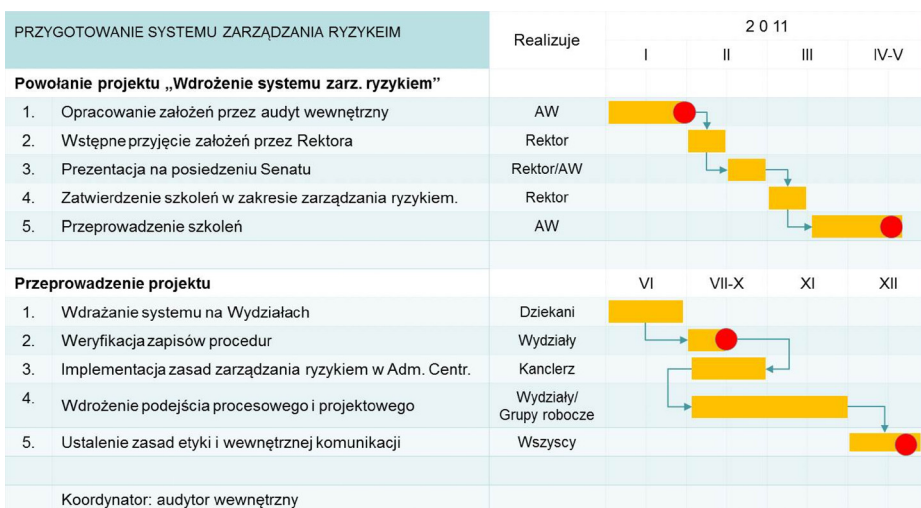 PRZYGOTOWANIE SYSTEMU ZARZĄDZANIA RYZYKEIM
Realizuje
2 0 11
I II III IV-V
Powołanie projektu „Wdrożenie systemu zarz. ryzykiem”
1. Opracowanie założeń przez audyt wewnętrzny AW
2. Wstępne przyjęcie założeń przez Rektora Rektor
3. Prezentacja na posiedzeniu Senatu Rektor/AW
4. Zatwierdzenie szkoleń w zakresie zarządzania ryzykiem. Rektor
5. Przeprowadzenie szkoleń AW
Przeprowadzenie projektu VI VII-X XI XII
1. Wdrażanie systemu na Wydziałach Dziekani
2. Weryfikacja zapisów procedur Wydziały
3. Implementacja zasad zarządzania ryzykiem w Adm. Centr. Kanclerz
4. Wdrożenie podejścia procesowego i projektowego Wydziały/
Grupy robocze
5. Ustalenie zasad etyki i wewnętrznej komunikacji Wszyscy
Koordynator: audytor wewnętrzny